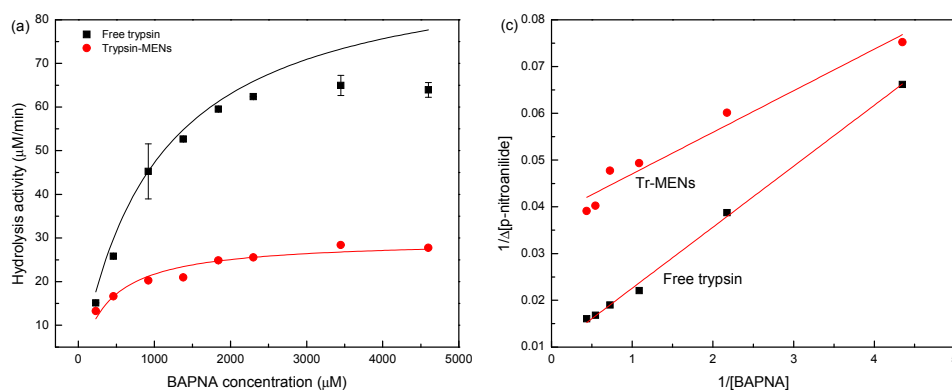 (a)
Free trypsin
Trypsin-MENs
Hydrolysis activity (μM/min)
80
70
60
50
40
30
20
10
0
1000
2000
3000
4000
5000
BAPNA concentration (μM)
(c)
1/Δ[p-nitroanilide]
0.08
0.07
0.06
0.05
0.04
0.03
0.02
0.01
Tr-MENs
Free trypsin
0
1
2
3
4
1/[BAPNA]